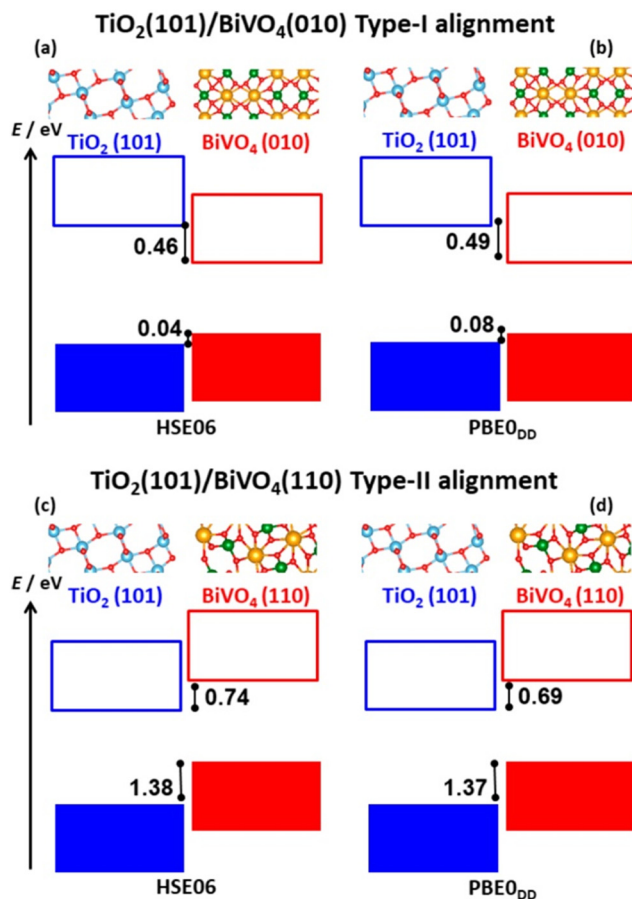 TiO₂(101)/BiVO₄(010) Type-I alignment
(a)
(b)
E / eV
TiO₂ (101)
BiVO₄ (010)
TiO₂ (101)
BiVO₄ (010)
0.46
0.49
0.04
0.08
HSE06
PBE0DD
TiO₂(101)/BiVO₄(110) Type-II alignment
(c)
(d)
E / eV
TiO₂ (101)
BiVO₄ (110)
TiO₂ (101)
BiVO₄ (110)
0.74
0.69
1.38
1.37
HSE06
PBE0DD